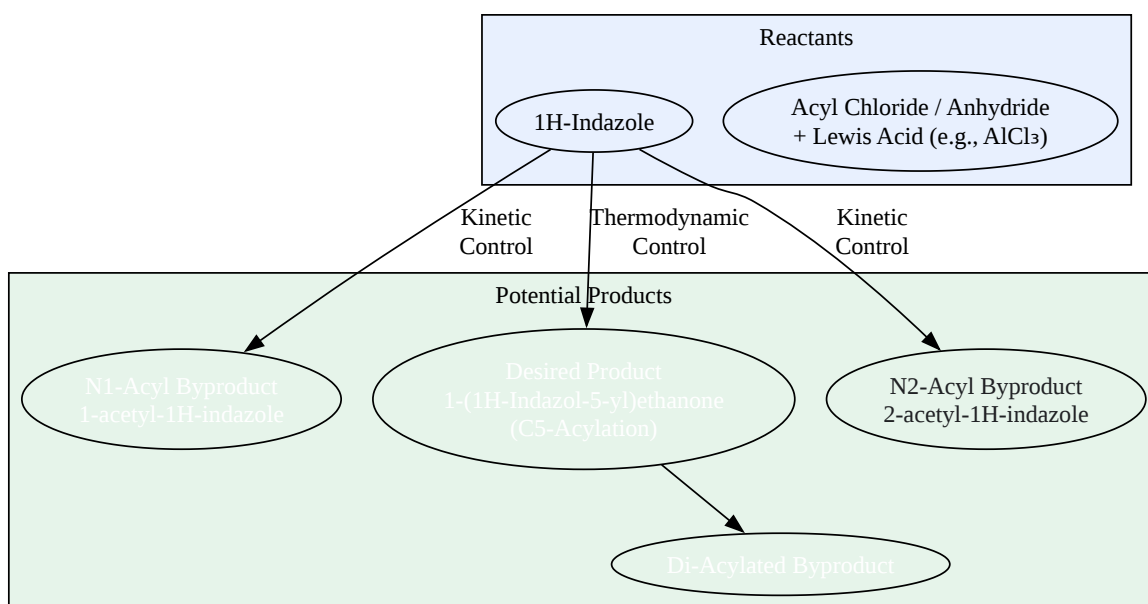 Reactants
1H-Indazole
Acyl Chloride / Anhydride
+ Lewis Acid (e.g., AlCl₃)
Kinetic
Control
Thermodynamic
Control
Kinetic
Control
Potential Products
N1-Acyl Byproduct
1-acetyl-1H-indazole
Desired Product
1-(1H-Indazol-5-yl)ethanone
(C5-Acylation)
N2-Acyl Byproduct
2-acetyl-1H-indazole
Di-Acylated Byproduct